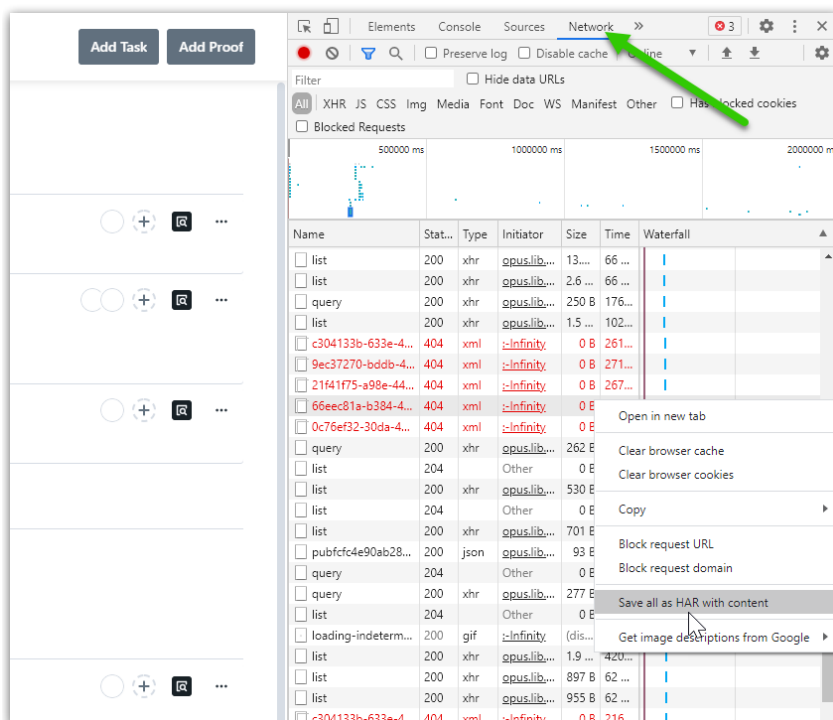 Add Task Add Proof
Elements Console Sources Network » 3
Preserve log Disable cache
Filter Hide data URLs
All XHR JS CSS Img Media Font Doc WS Manifest Other cookies
Blocked Requests
500000 ms 1000000 ms 1500000 ms 2000000 m
Name Stat... Type Initiator Size Time Waterfall
list 200 xhr opus.lib.... 13.... 66 ...
list 200 xhr opus.lib.... 2.6 ... 66 ...
query 200 xhr opus.lib.... 250 B 176...
list 200 xhr opus.lib.... 1.5 ... 102...
c304133b-633e-4... 404 xml :-Infinity 0 B 261...
9ec37270-bddb-4... 404 xml :-Infinity 0 B 271...
21f41f75-a98e-44... 404 xml :-Infinity 0 B 267...
66eec81a-b384-4... 404 xml :-Infinity 0 B
0c76ef32-30da-4... 404 xml :-Infinity 0 B
query 200 xhr opus.lib.... 262 B
list 204 Other 0 B
list 200 xhr opus.lib.... 530 B
list 204 Other 0 B
list 200 xhr opus.lib.... 701 B
pubfcfc4e90ab28... 200 json opus.lib.... 93 B
query 204 Other 0 B
query 200 xhr opus.lib.... 277 B
list 204 Other 0 B
loading-indeterm... 200 gif :-Infinity (dis...
list 200 xhr opus.lib.... 1.9 ... 420...
list 200 xhr opus.lib.... 897 B 62 ...
list 200 xhr opus.lib.... 955 B 62 ...
c304133b-633e-4... 404 xml :-Infinity 0 B 216
Open in new tab
Clear browser cache
Clear browser cookies
Copy
Block request URL
Block request domain
Save all as HAR with content
Get image descriptions from Google